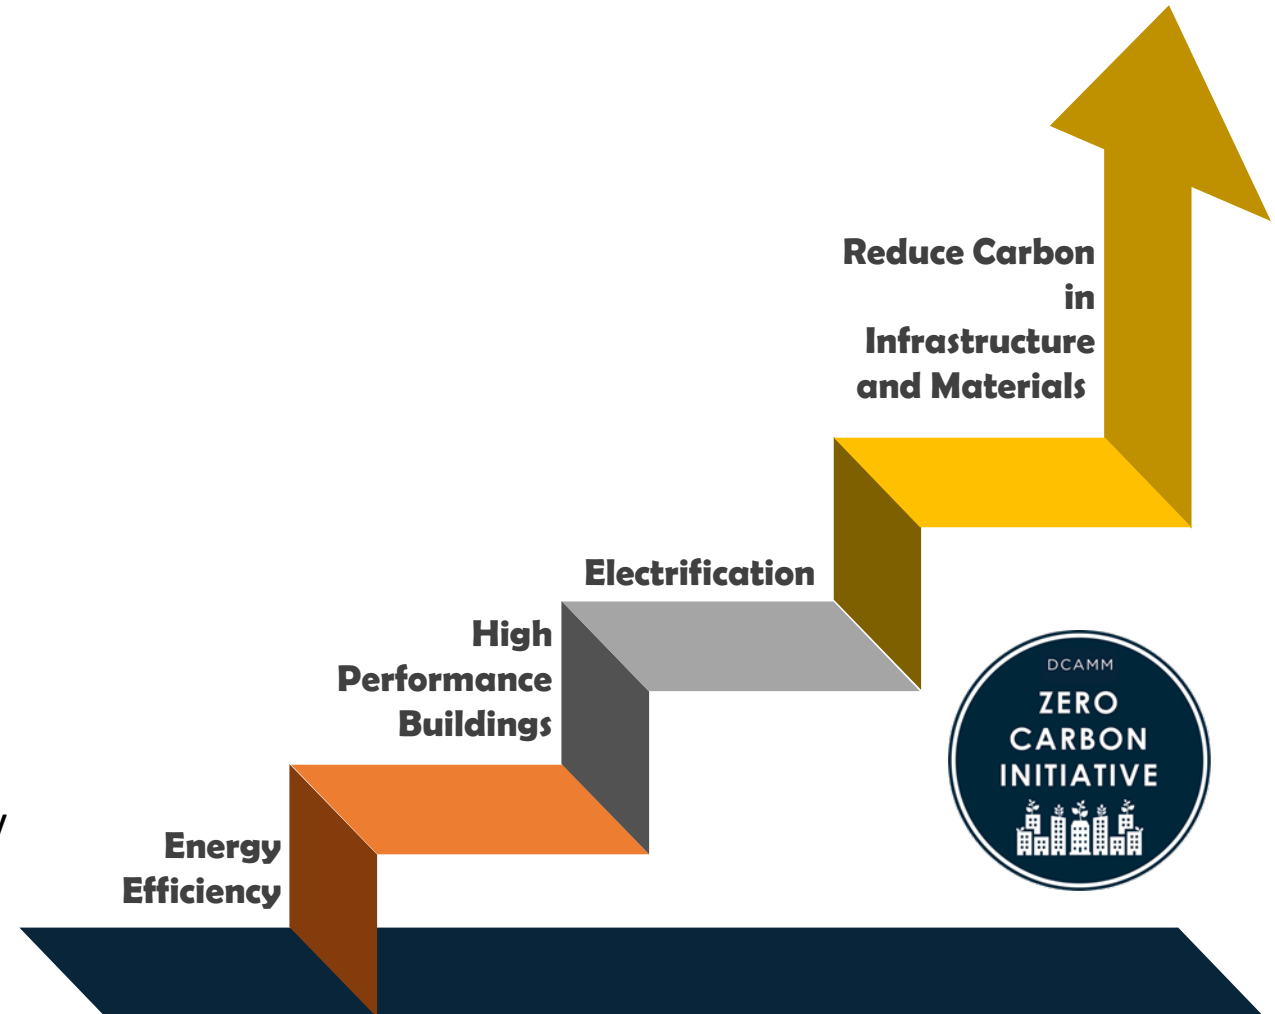 Reduce Carbon
in
Infrastructure
and Materials
Electrification
High
Performance
Buildings
Energy
Efficiency
DCAMM
ZERO
CARBON
INITIATIVE